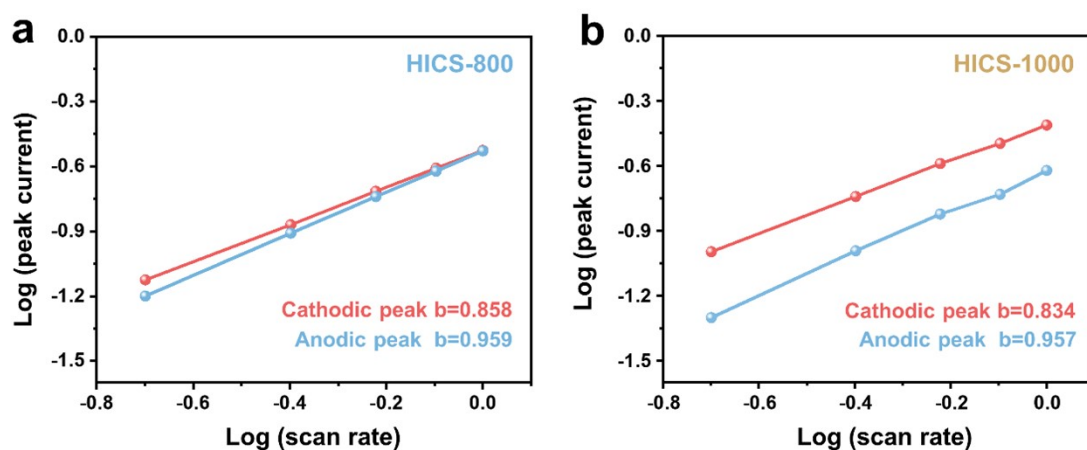 a
HICS-800
0.0
-0.3
-0.6
-0.9
-1.2
-1.5
Log (peak current)
Cathodic peak b=0.858
Anodic peak b=0.959
-0.8
-0.6
-0.4
-0.2
0.0
Log (scan rate)
b
HICS-1000
0.0
-0.3
-0.6
-0.9
-1.2
-1.5
Log (peak current)
Cathodic peak b=0.834
Anodic peak b=0.957
-0.8
-0.6
-0.4
-0.2
0.0
Log (scan rate)